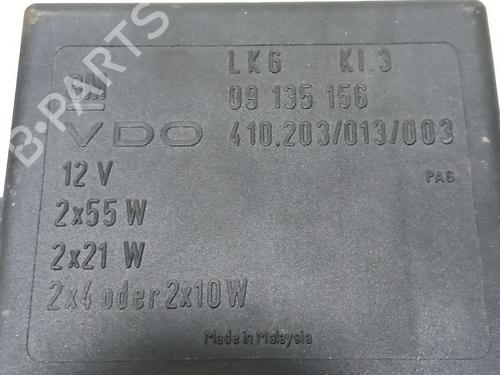 LKG KI.3
GM 09 135 156
VDO 410.203/013/003
12 V PA6
2x55 W
2x21 W
2x4 oder 2x10 W
Made in Malaysia
B-PARTS